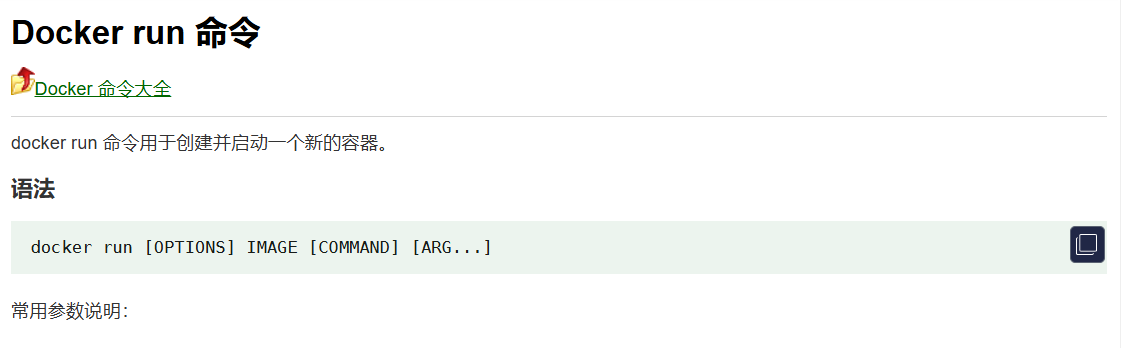 Docker run 命令
Docker 命令大全
docker run 命令用于创建并启动一个新的容器。
语法
docker run [OPTIONS] IMAGE [COMMAND] [ARG...]
常用参数说明：